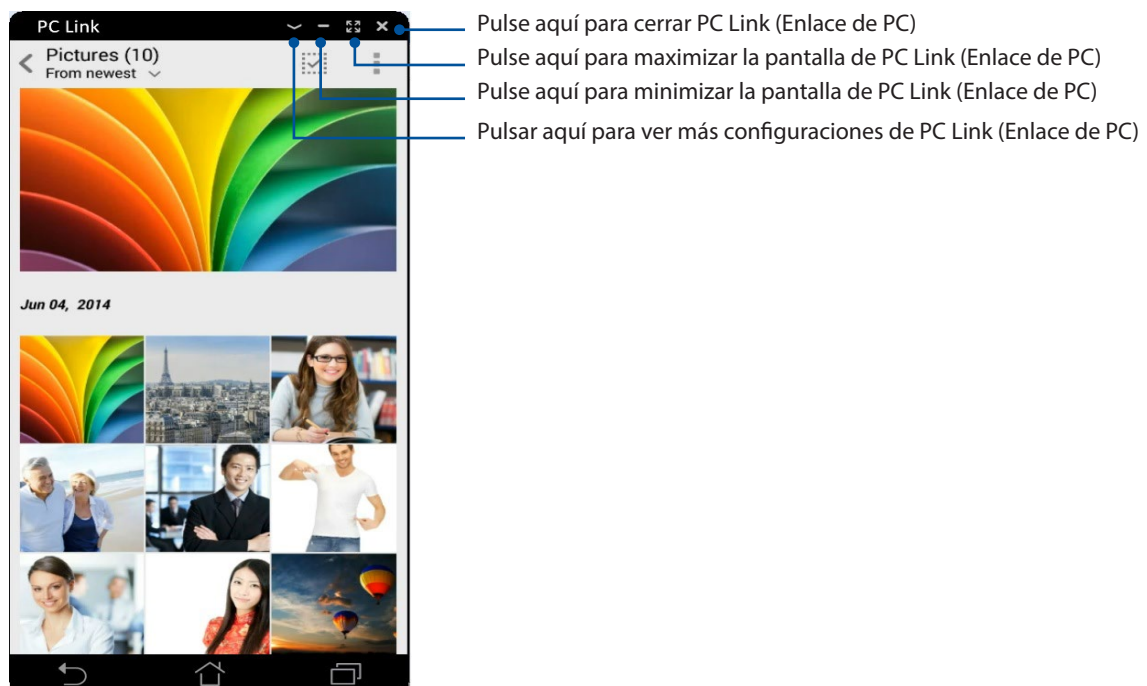 PC Link
Pictures (10)
From newest
Jun 04, 2014
Pulse aquí para cerrar PC Link (Enlace de PC)
Pulse aquí para maximizar la pantalla de PC Link (Enlace de PC)
Pulse aquí para minimizar la pantalla de PC Link (Enlace de PC)
Pulsar aquí para ver más configuraciones de PC Link (Enlace de PC)